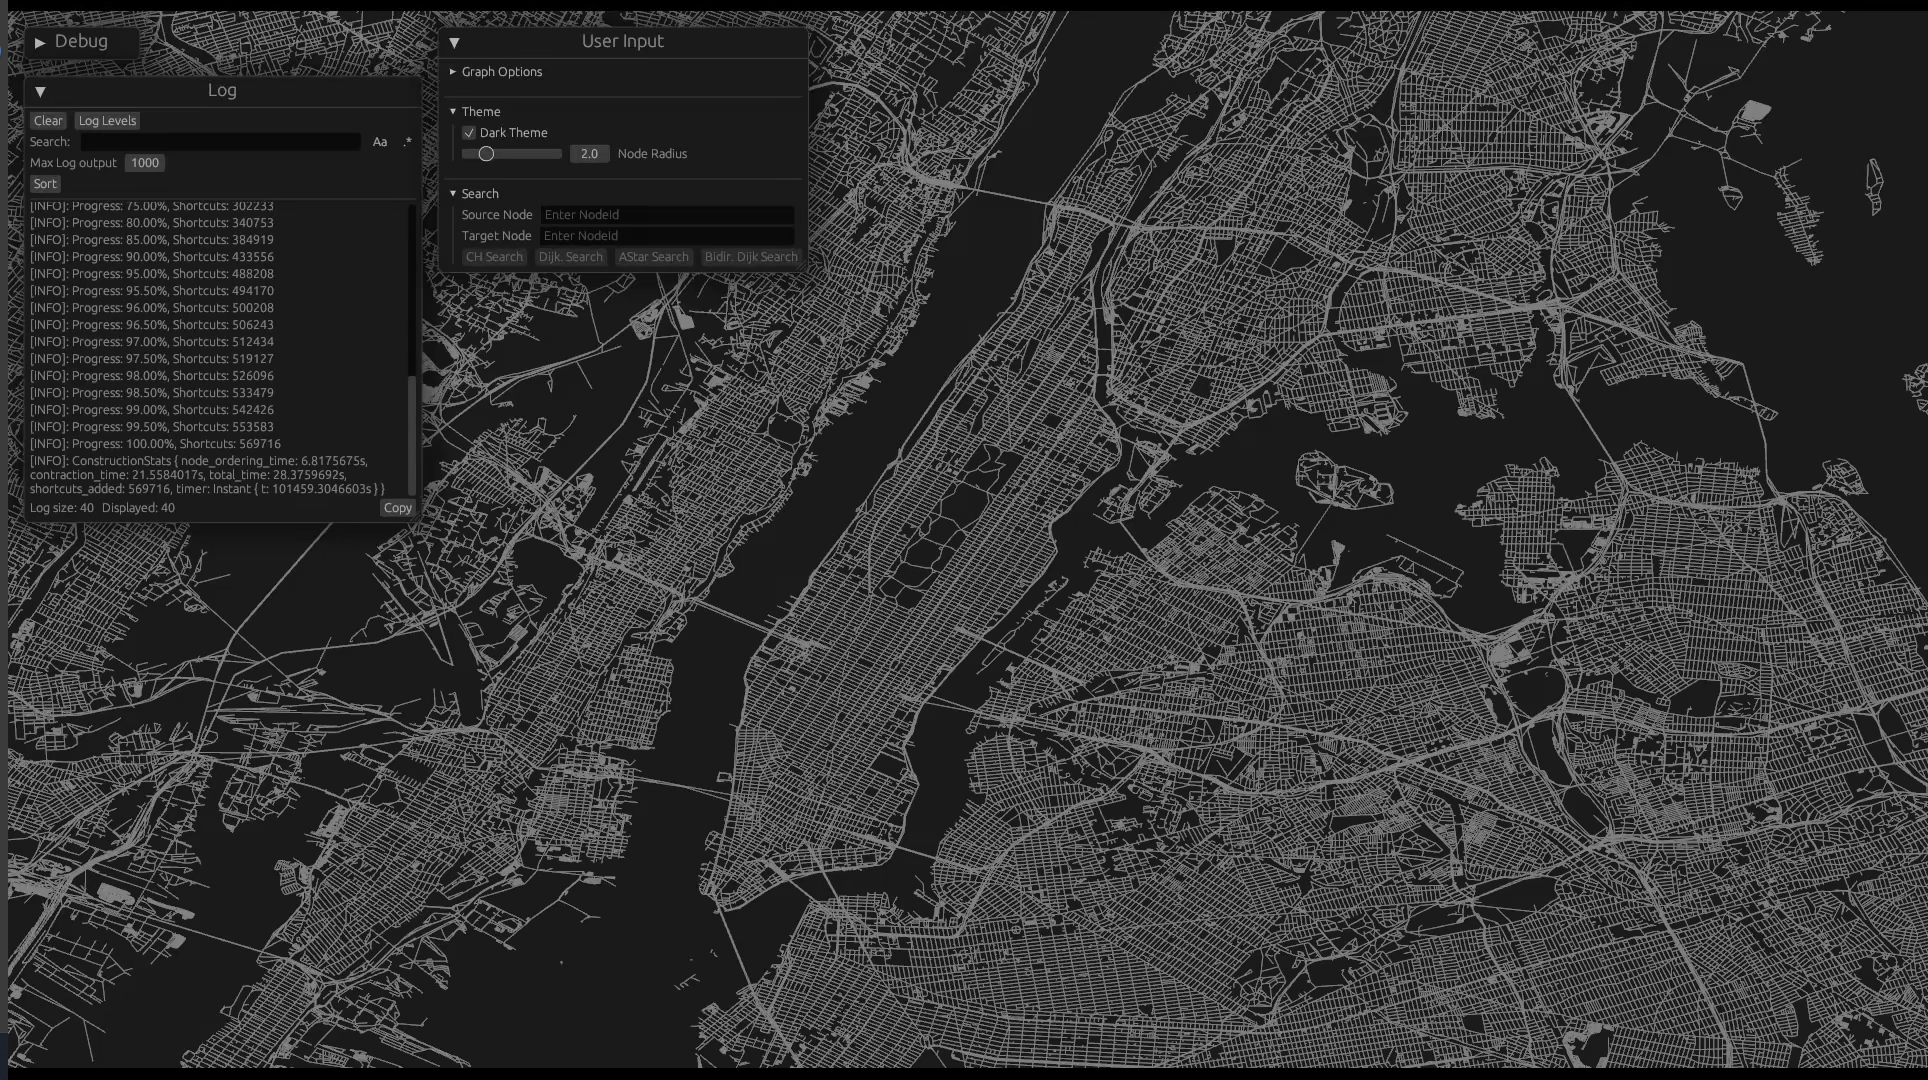 Debug
Log
Clear Log Levels
Search: Aa .*
Max Log output 1000
Sort
[INFO]: Progress: 75.00%, Shortcuts: 302233
[INFO]: Progress: 80.00%, Shortcuts: 340753
[INFO]: Progress: 85.00%, Shortcuts: 384919
[INFO]: Progress: 90.00%, Shortcuts: 433556
[INFO]: Progress: 95.00%, Shortcuts: 488208
[INFO]: Progress: 95.50%, Shortcuts: 494170
[INFO]: Progress: 96.00%, Shortcuts: 500208
[INFO]: Progress: 96.50%, Shortcuts: 506243
[INFO]: Progress: 97.00%, Shortcuts: 512434
[INFO]: Progress: 97.50%, Shortcuts: 519127
[INFO]: Progress: 98.00%, Shortcuts: 526096
[INFO]: Progress: 98.50%, Shortcuts: 533479
[INFO]: Progress: 99.00%, Shortcuts: 542426
[INFO]: Progress: 99.50%, Shortcuts: 553583
[INFO]: Progress: 100.00%, Shortcuts: 569716
[INFO]: ConstructionStats { node_ordering_time: 6.8175675s,
contraction_time: 21.5584017s, total_time: 28.3759692s,
shortcuts_added: 569716, timer: Instant { t: 101459.3046603s } }
Log size: 40 Displayed: 40 Copy
User Input
Graph Options
Theme
Dark Theme
2.0 Node Radius
Search
Source Node Enter NodeId
Target Node Enter NodeId
CH Search Dijk. Search AStar Search Bidir. Dijk Search